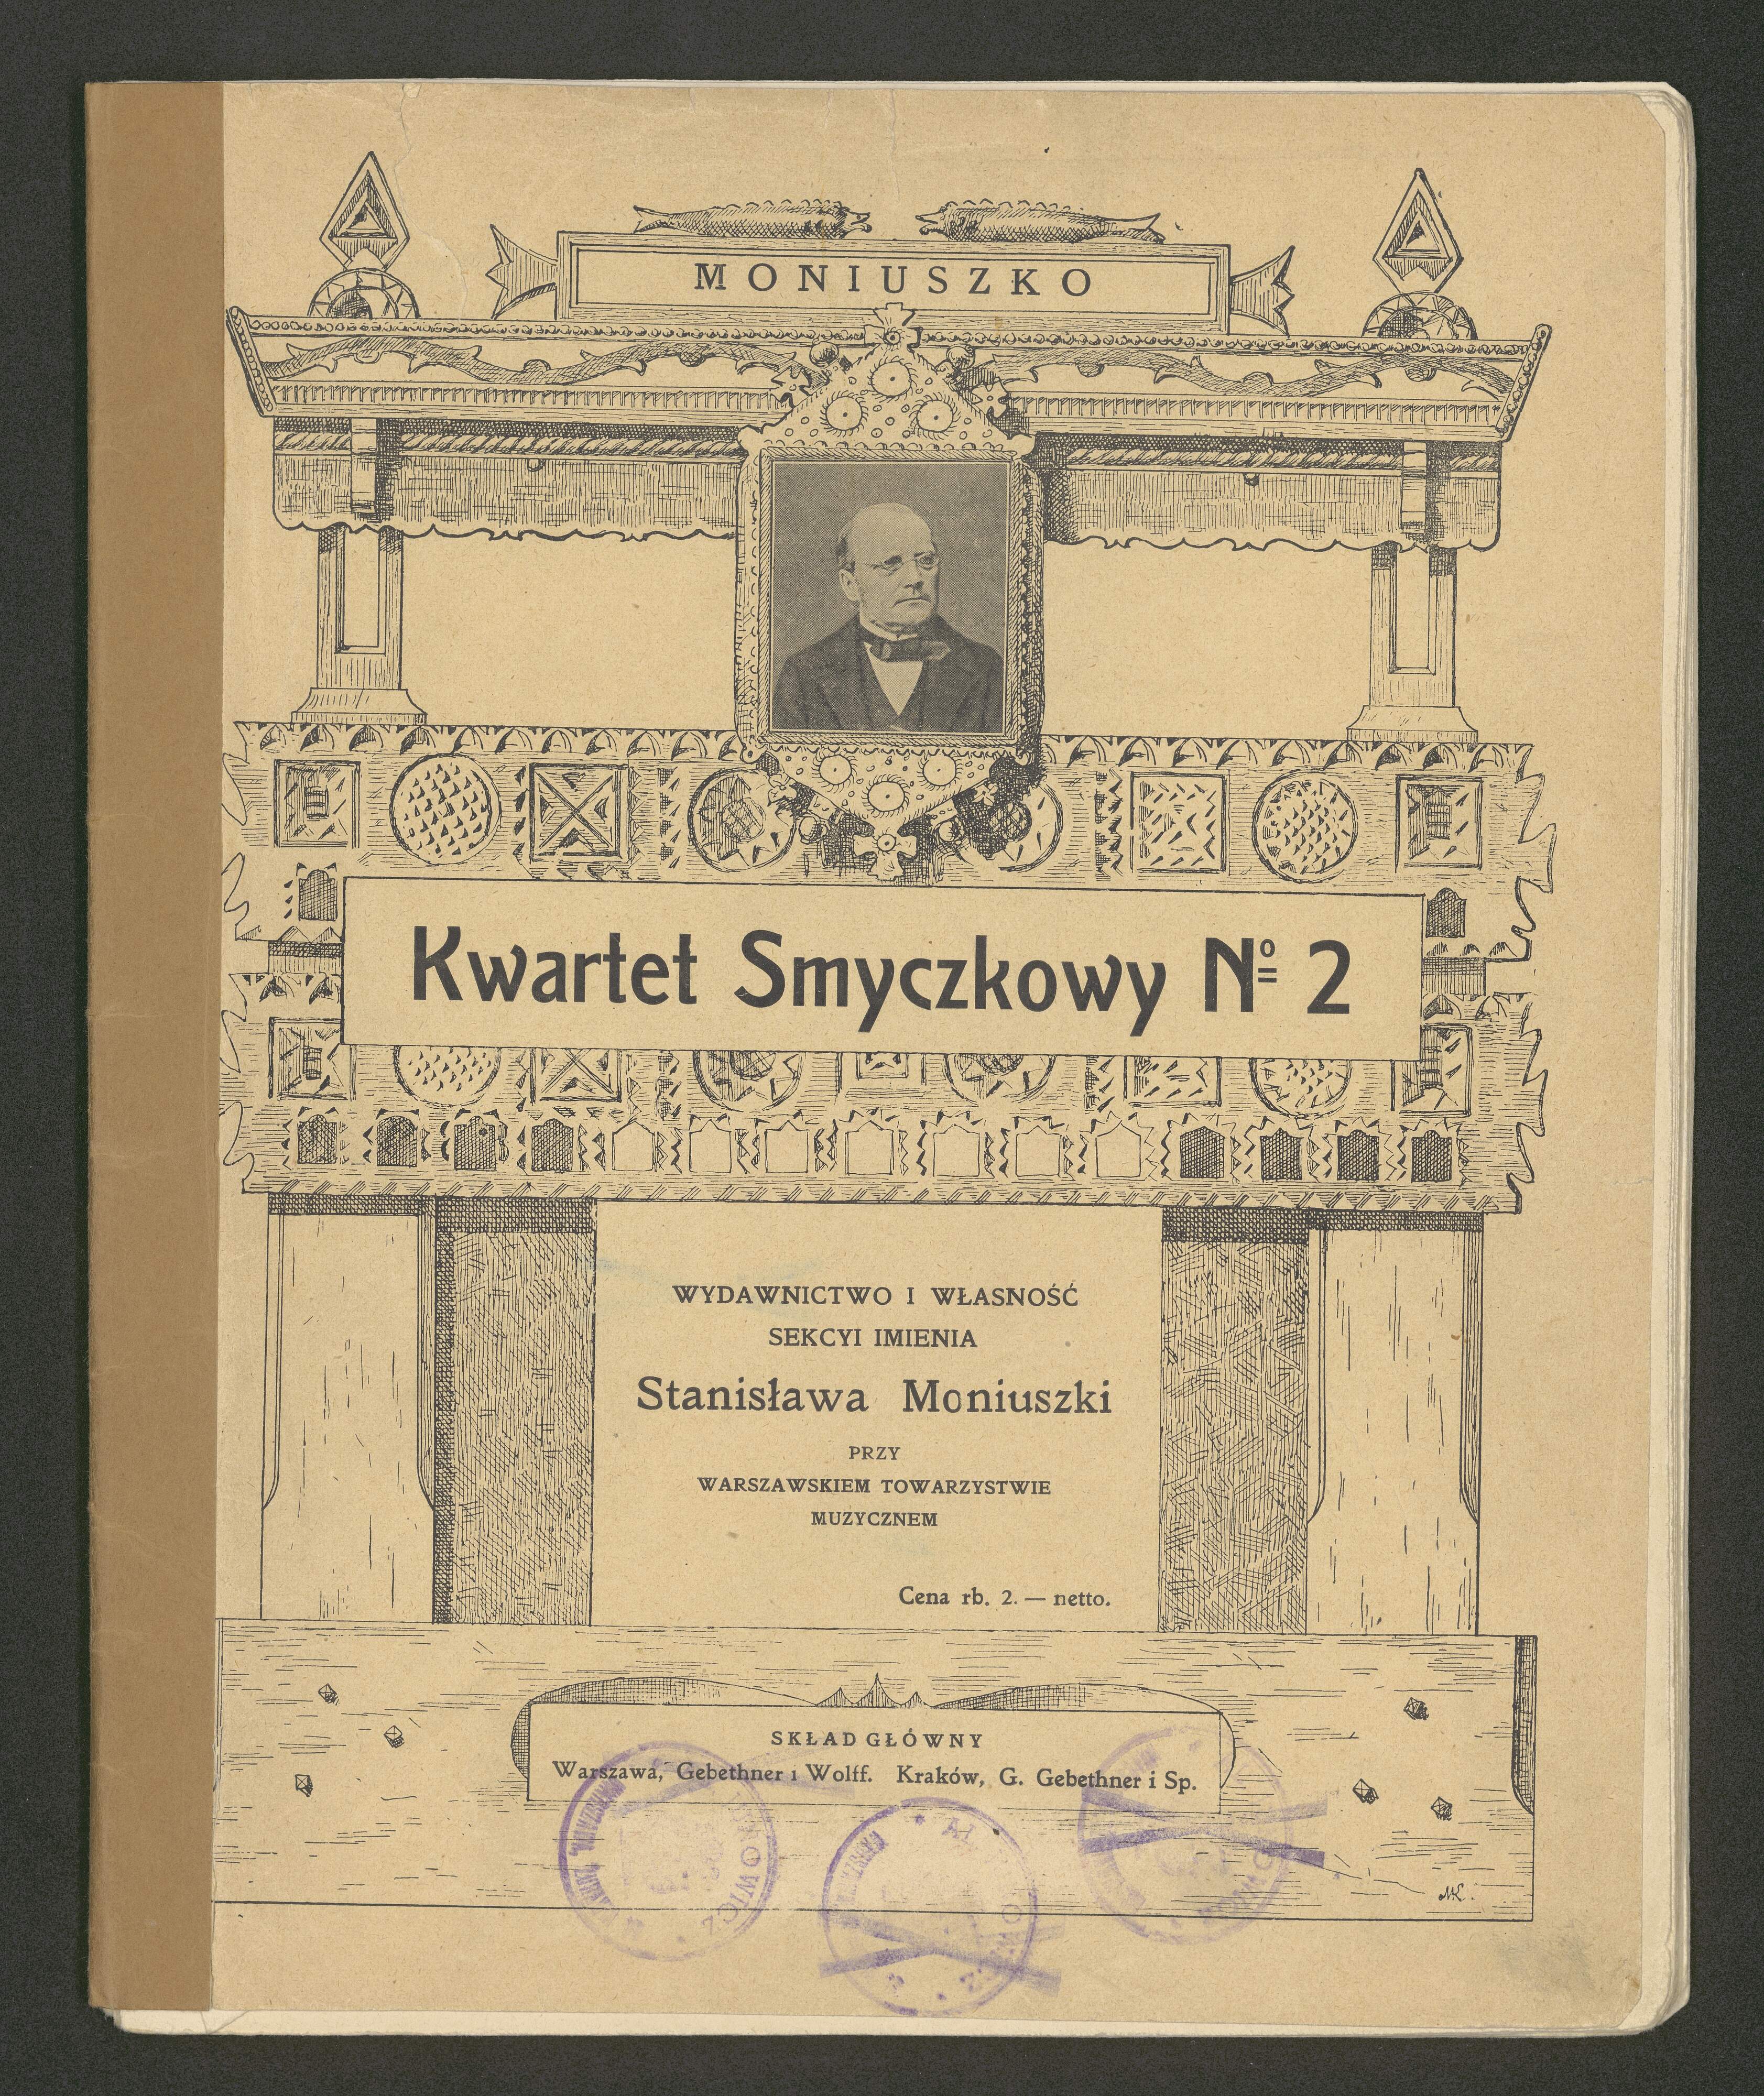 MONIUSZKO
Kwartet Smyczkowy Nº 2
WYDAWNICTWO I WŁASNOŚĆ
SEKCYI IMIENIA
Stanisława Moniuszki
PRZY
WARSZAWSKIEM TOWARZYSTWIE
MUZYCZNEM
Cena rb. 2. — netto.
SKŁAD GŁÓWNY
Warszawa, Gebethner i Wolff. Kraków, G. Gebethner i Sp.